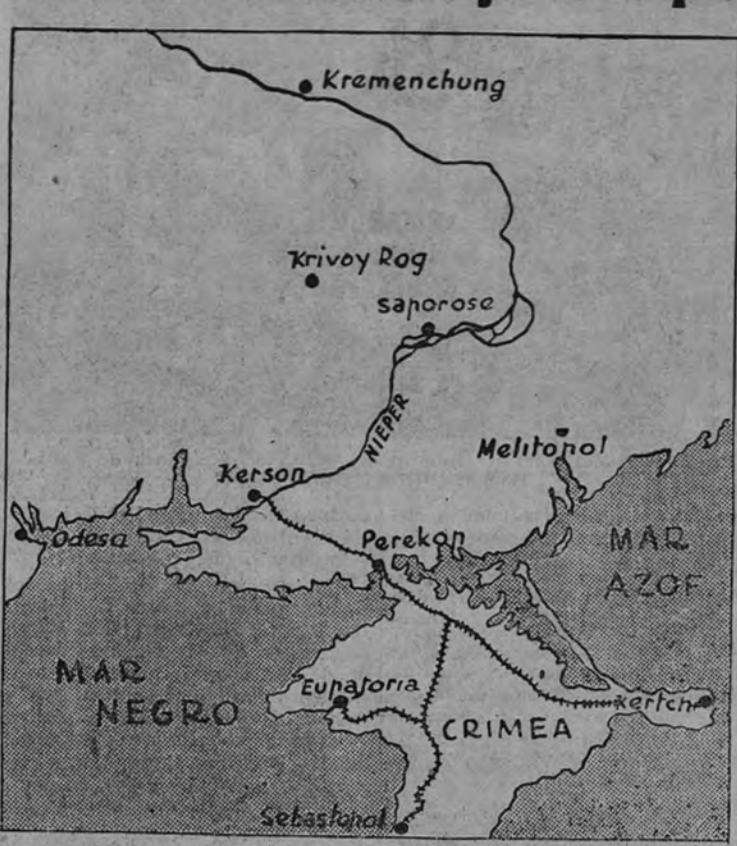 Kremenchung
Krivoy Rog
Saporose
NIEPER
Melitopol
Kerson
Odesa
Perekop
MAR
AZOF.
MAR
NEGRO
Eupatoria
Kertch
CRIMEA
Sebastopol